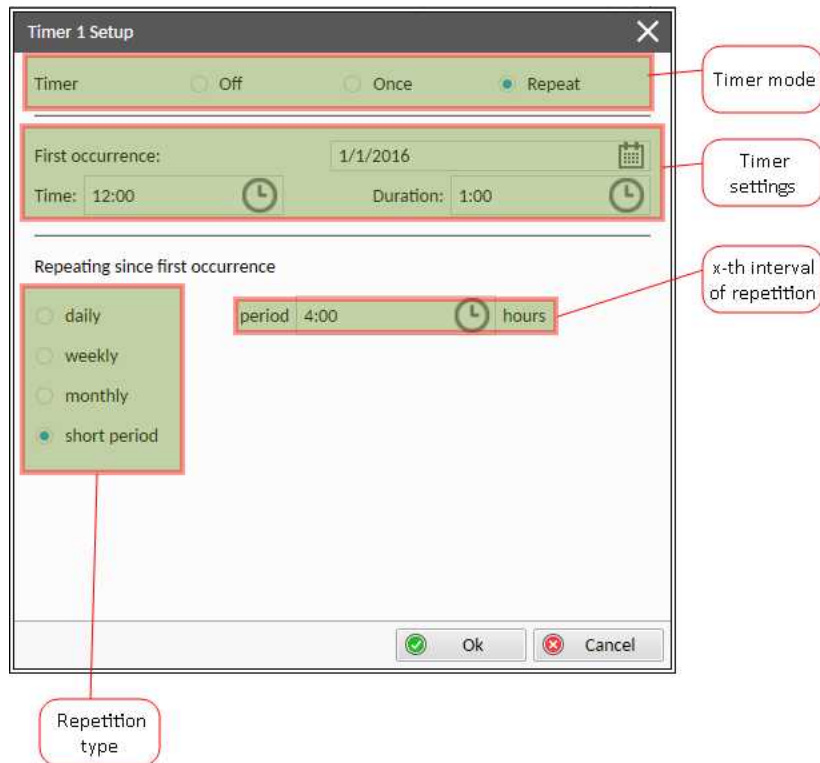 Timer 1 Setup
Timer Off Once Repeat
Timer mode
First occurrence: 1/1/2016
Time: 12:00 Duration: 1:00
Timer
settings
Repeating since first occurrence
x-th interval
of repetition
daily period 4:00 hours
weekly
monthly
short period
Ok Cancel
Repetition
type